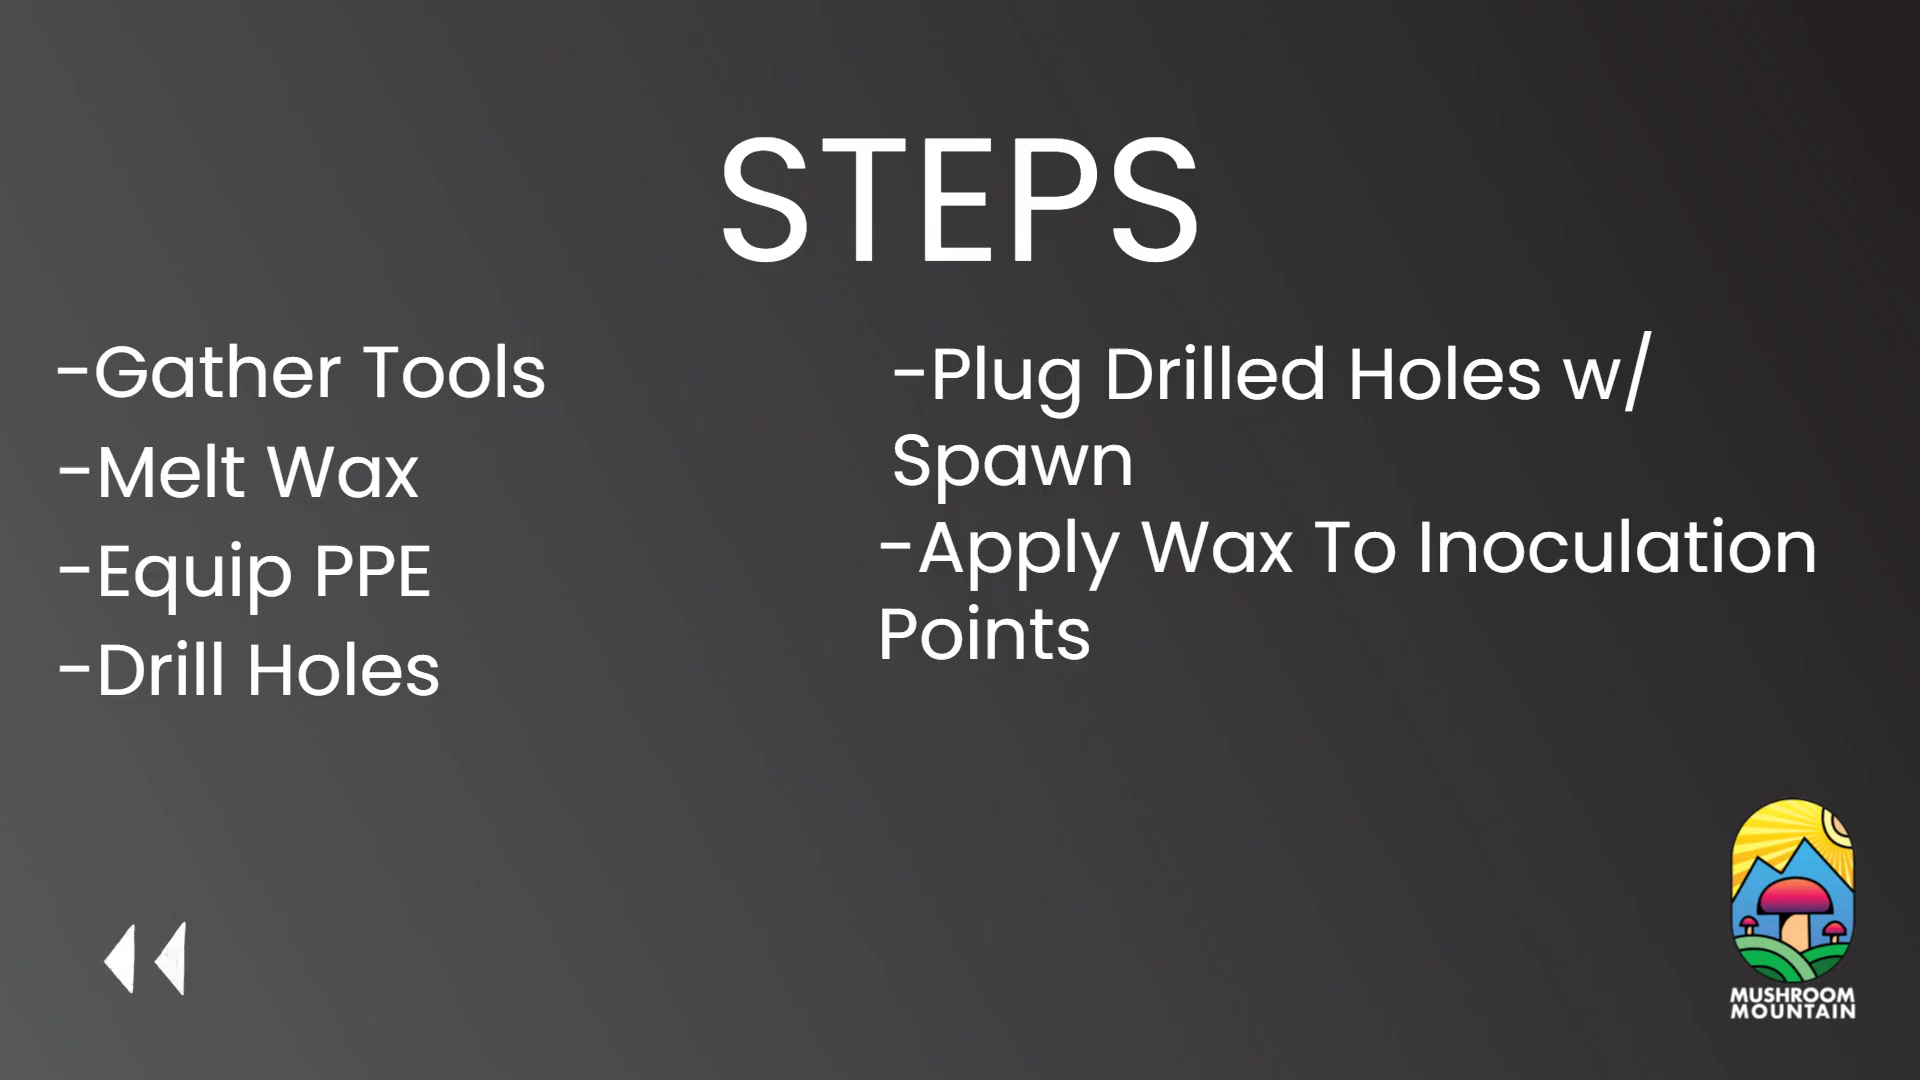 STEPS
-Gather Tools
-Melt Wax
-Equip PPE
-Drill Holes
-Plug Drilled Holes w/
Spawn
-Apply Wax To Inoculation
Points
MUSHROOM
MOUNTAIN